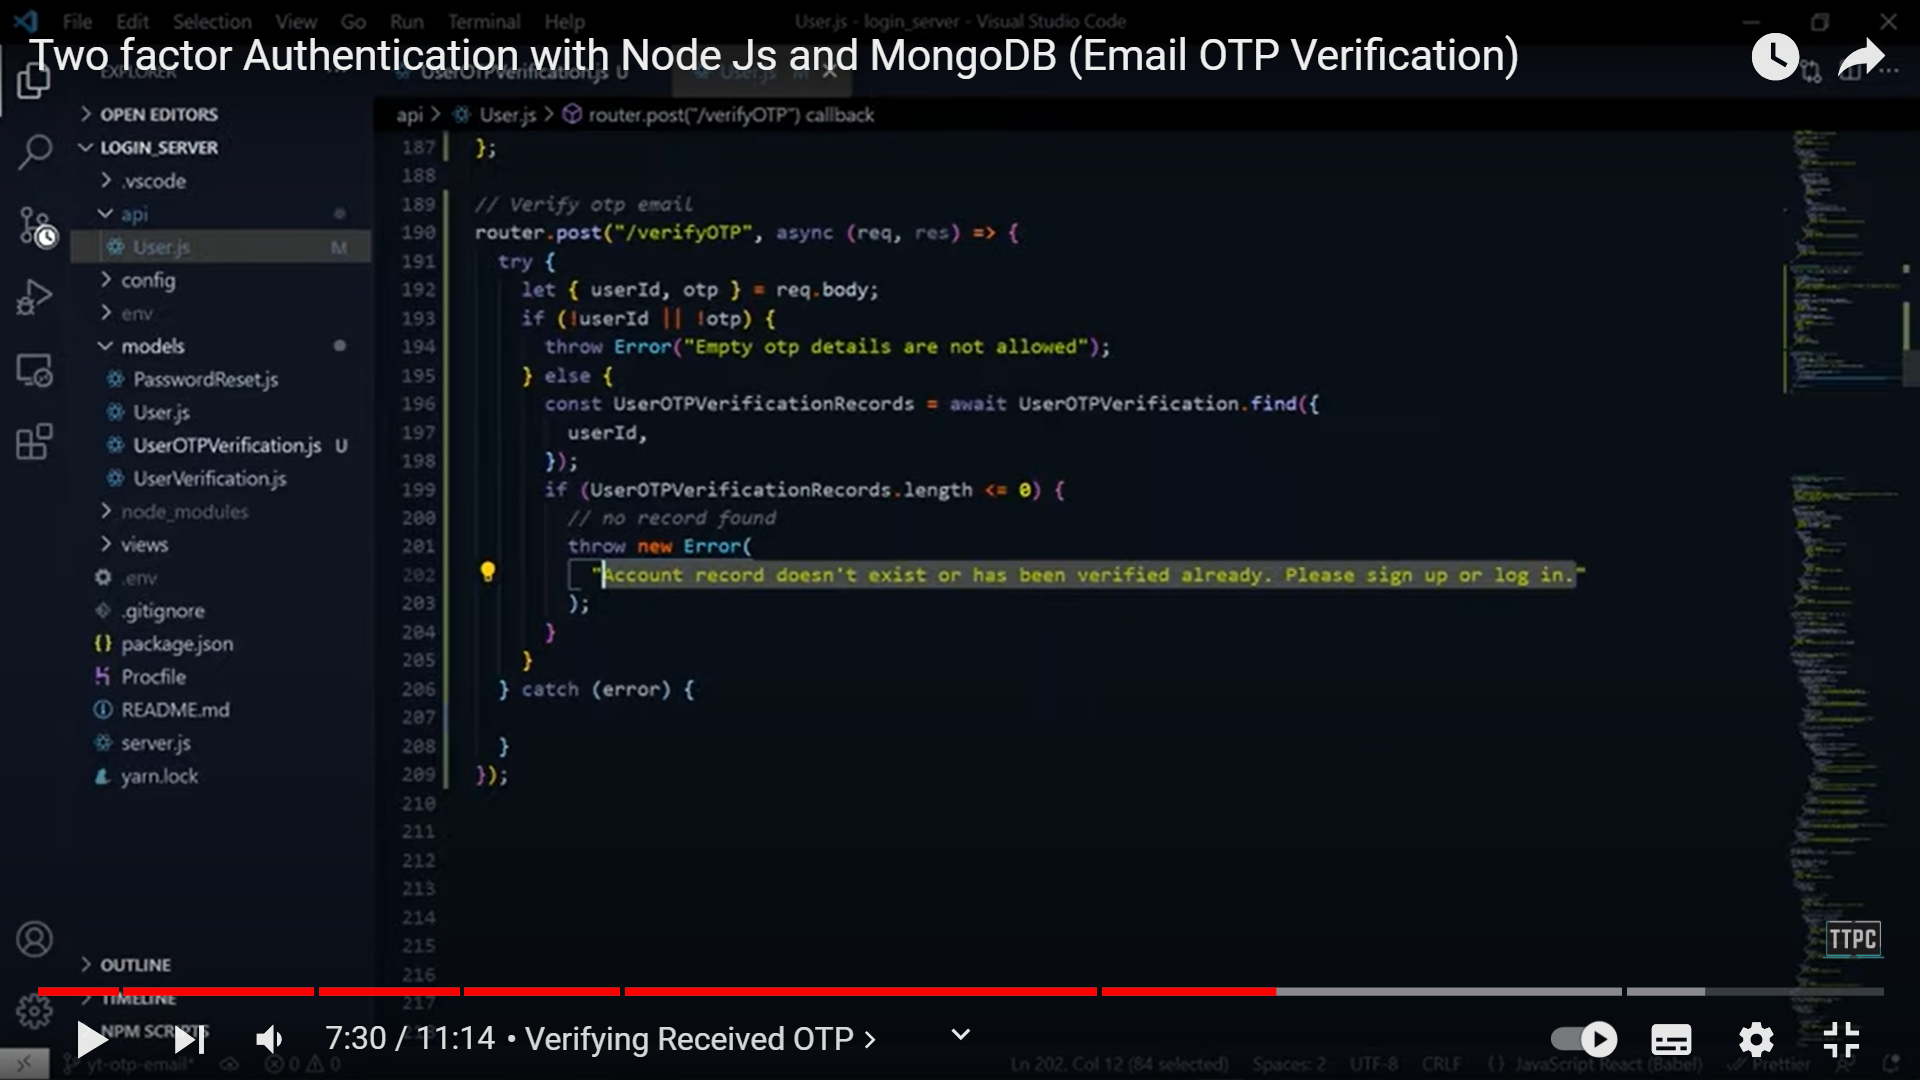 File Edit Selection View Go Run Terminal Help
User.js - login_server - Visual Studio Code
Two factor Authentication with Node Js and MongoDB (Email OTP Verification)
EXPLORER
UserOTPVerification.js U
User.js M
OPEN EDITORS
LOGIN_SERVER
.vscode
api
User.js M
config
env
models
PasswordReset.js
User.js
UserOTPVerification.js U
UserVerification.js
node_modules
views
.env
.gitignore
package.json
Procfile
README.md
server.js
yarn.lock
OUTLINE
TIMELINE
NPM SCRIPTS
api > User.js > router.post("/verifyOTP") callback
187 };
188
189 // Verify otp email
190 router.post("/verifyOTP", async (req, res) => {
191 try {
192 let { userId, otp } = req.body;
193 if (!userId || !otp) {
194 throw Error("Empty otp details are not allowed");
195 } else {
196 const UserOTPVerificationRecords = await UserOTPVerification.find({
197 userId,
198 });
199 if (UserOTPVerificationRecords.length <= 0) {
200 // no record found
201 throw new Error(
202 "Account record doesn't exist or has been verified already. Please sign up or log in."
203 );
204 }
205 }
206 } catch (error) {
207
208 }
209 });
210
211
212
213
214
215
216
217
TTPC
7:30 / 11:14 • Verifying Received OTP >
yt-otp-email* 0 0
Ln 202, Col 12 (84 selected) Spaces: 2 UTF-8 CRLF {} JavaScript React (Babel) Prettier